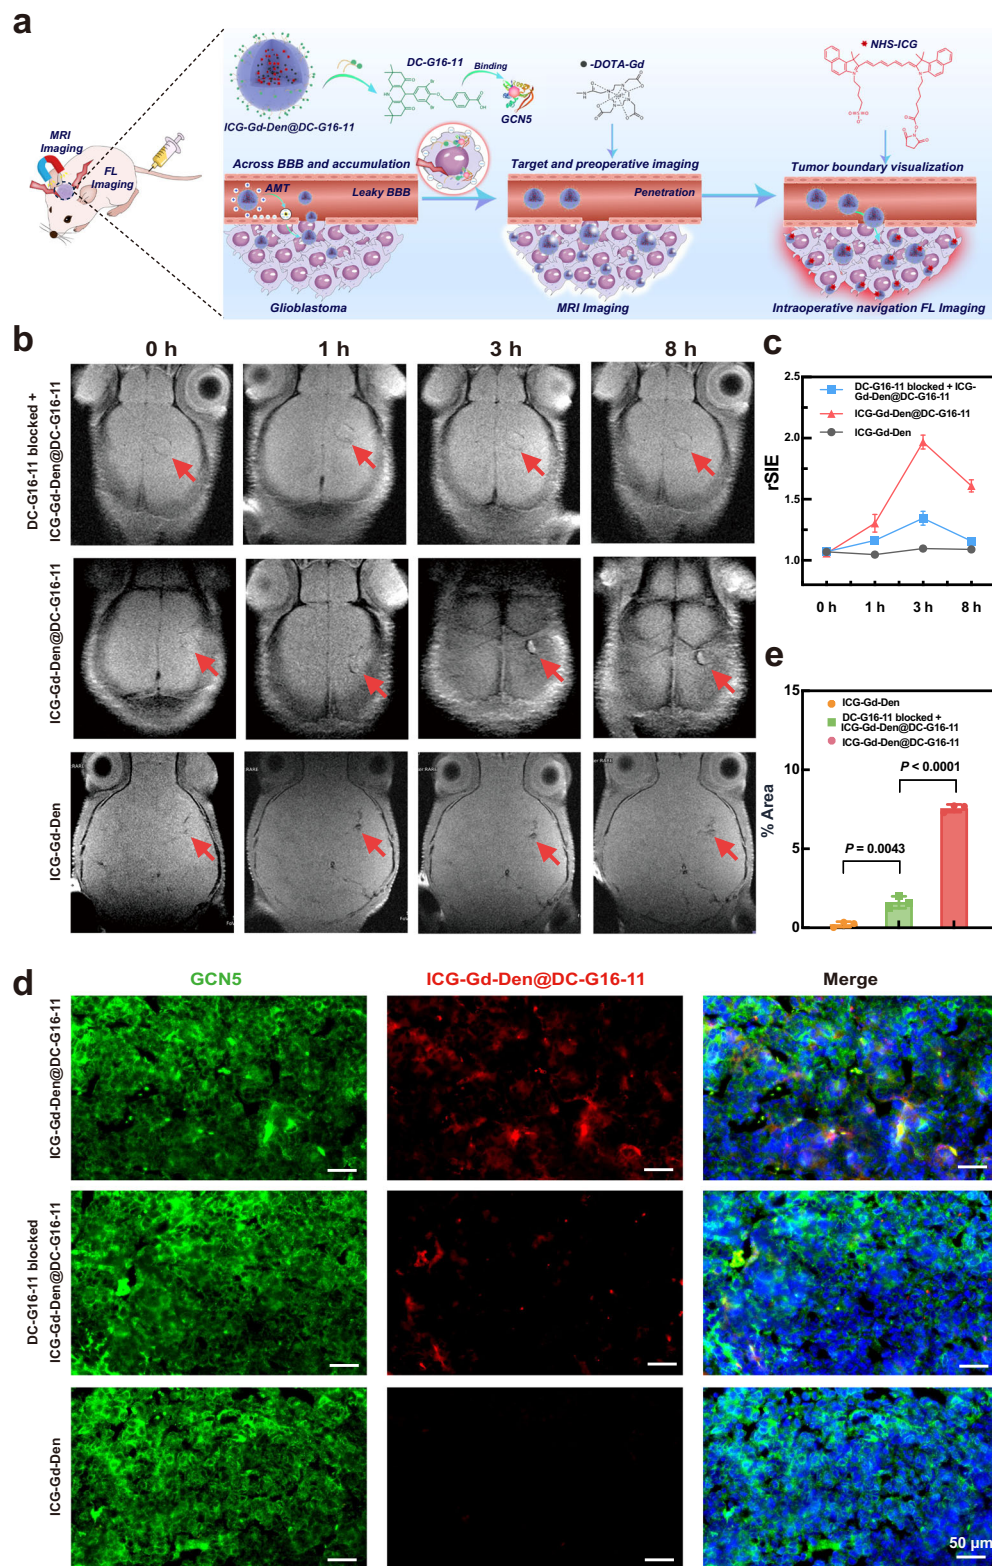 a
MRI
Imaging
FL
Imaging
ICG-Gd-Den@DC-G16-11
DC-G16-11
Binding
GCN5
-DOTA-Gd
NHS-ICG
Across BBB and accumulation
AMT
Leaky BBB
Glioblastoma
Target and preoperative imaging
Penetration
MRI Imaging
Tumor boundary visualization
Intraoperative navigation FL Imaging
b
0 h
1 h
3 h
8 h
DC-G16-11 blocked +
ICG-Gd-Den@DC-G16-11
ICG-Gd-Den@DC-G16-11
ICG-Gd-Den
c
2.5
2.0
1.5
1.0
rSIE
DC-G16-11 blocked + ICG-
Gd-Den@DC-G16-11
ICG-Gd-Den@DC-G16-11
ICG-Gd-Den
0 h
1 h
3 h
8 h
e
15
10
5
0
% Area
ICG-Gd-Den
DC-G16-11 blocked +
ICG-Gd-Den@DC-G16-11
ICG-Gd-Den@DC-G16-11
P < 0.0001
P = 0.0043
d
GCN5
ICG-Gd-Den@DC-G16-11
Merge
ICG-Gd-Den@DC-G16-11
DC-G16-11 blocked
ICG-Gd-Den@DC-G16-11
ICG-Gd-Den
50 µm